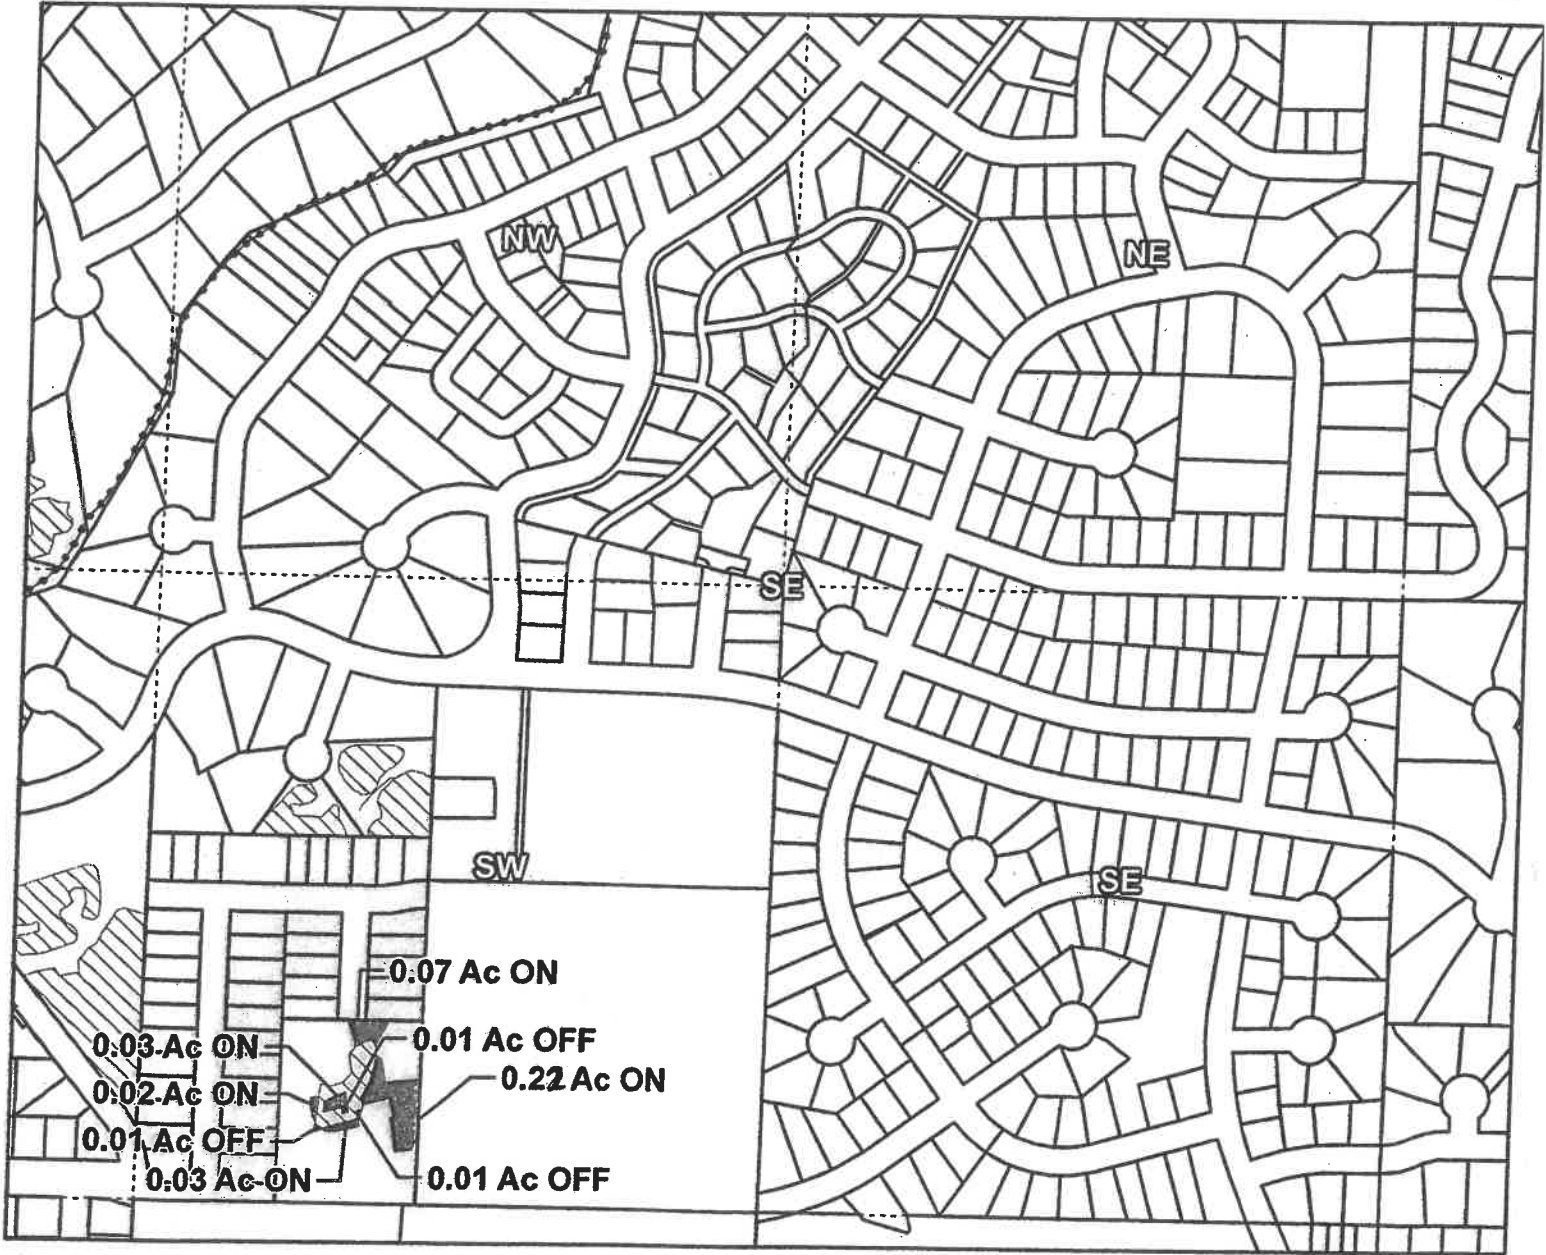 NW
NE
SE
SW
SE
0.07 Ac ON
0.03 Ac ON
0.01 Ac OFF
0.02 Ac ON
0.22 Ac ON
0.01 Ac OFF
0.03 Ac ON
0.01 Ac OFF